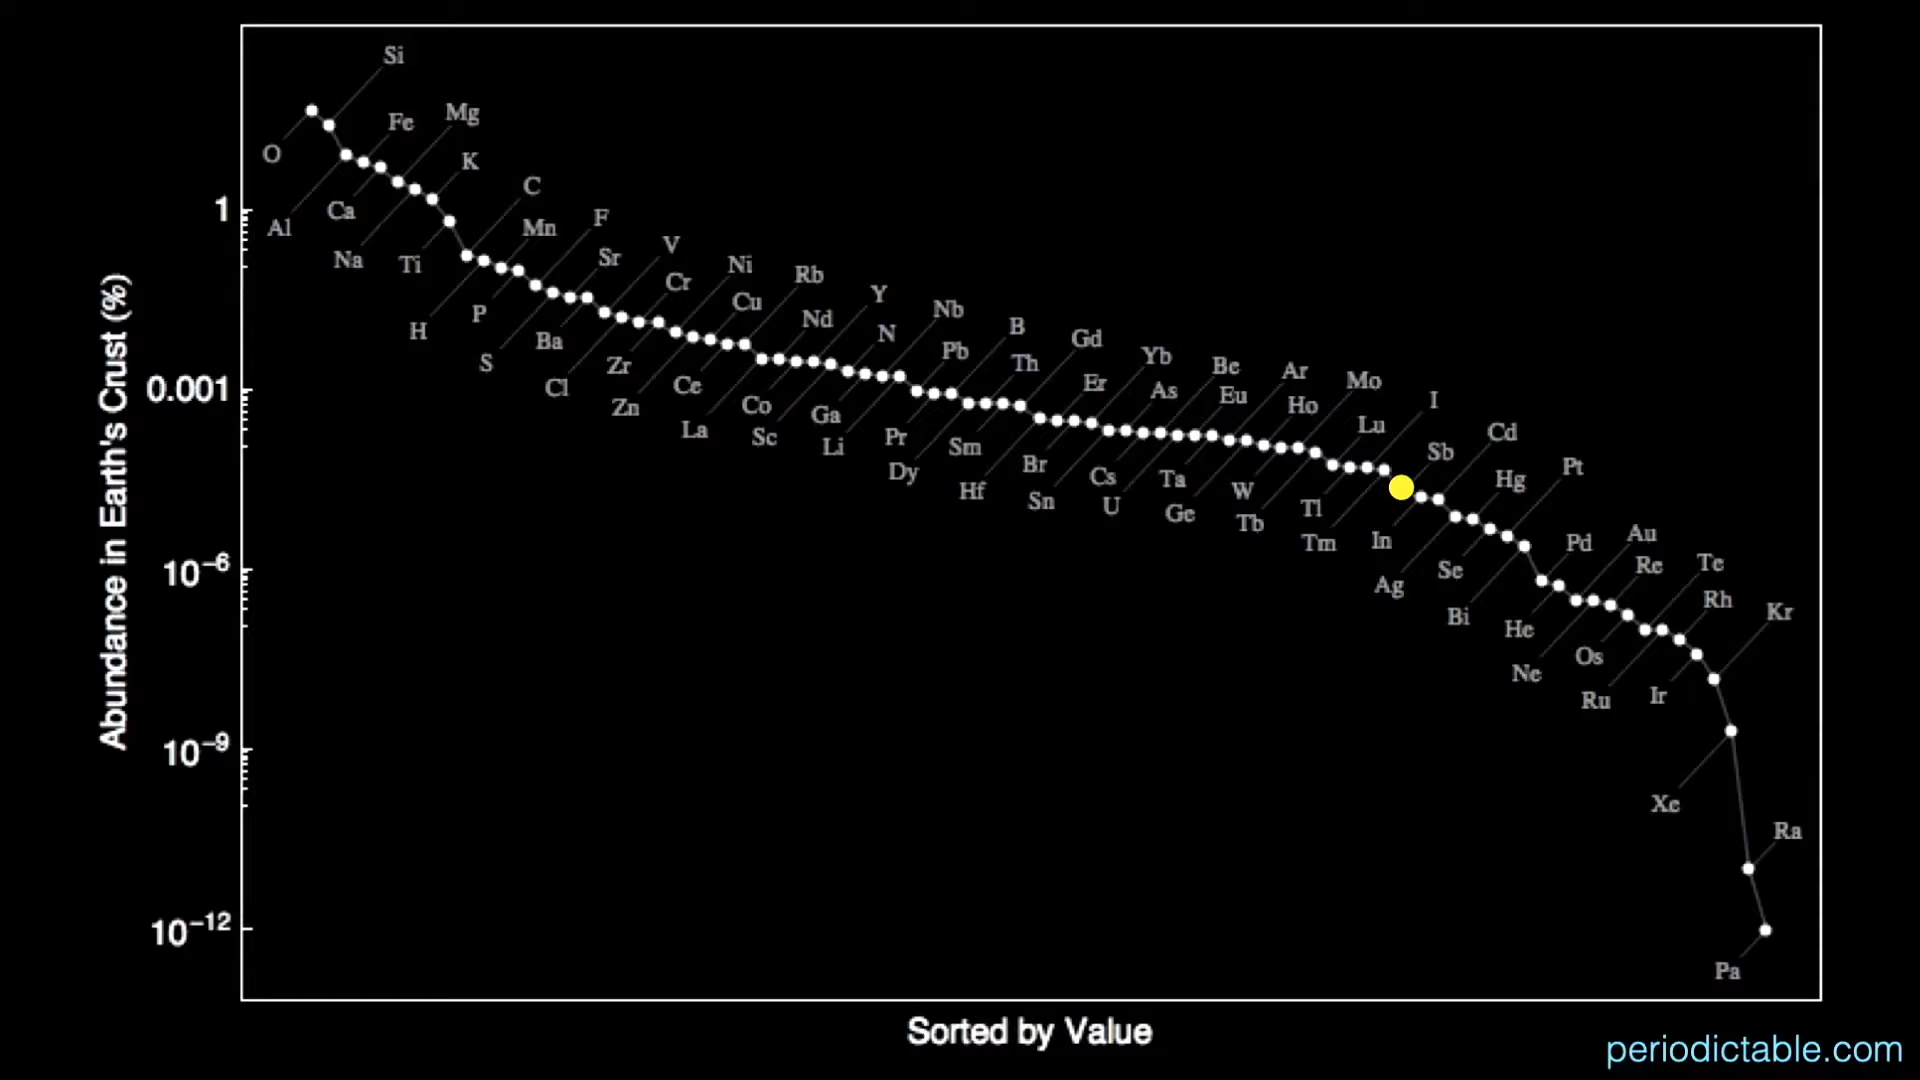 Si
Mg
Fe
O
K
C
1
Ca
F
Al
Mn
V
Na
Ti
Sr
Ni
Rb
Cr
Y
Cu
Nb
P
Nd
B
H
N
Gd
Ba
Pb
Yb
S
Th
Be
Zr
Ar
Cl
Ce
Er
Mo
0.001
As
Eu
I
Zn
Co
Ho
La
Ga
Lu
Cd
Sc
Li
Pr
Sm
Sb
Dy
Br
Pt
Hf
Cs
Ta
Hg
Sn
U
W
Ge
Tl
Tb
Au
Tm
In
Pd
Te
10⁻⁶
Se
Re
Ag
Rh
Bi
Kr
He
Os
Ne
Ir
Ru
10⁻⁹
Xe
Ra
10⁻¹²
Pa
Abundance in Earth's Crust (%)
Sorted by Value
periodictable.com